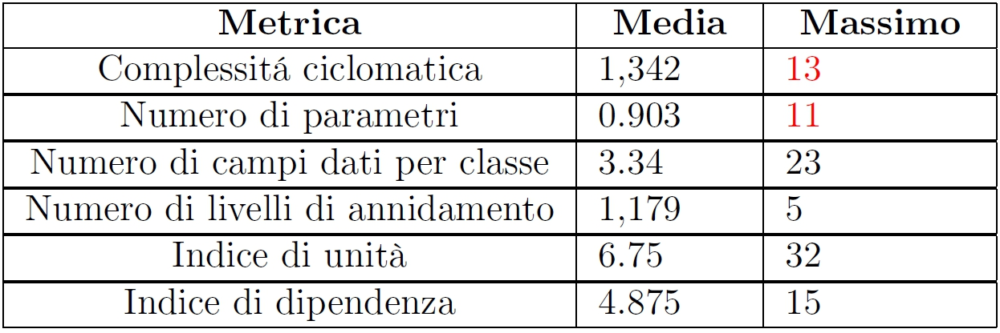 Metrica Media Massimo
Complessitá ciclomatica 1,342 13
Numero di parametri 0.903 11
Numero di campi dati per classe 3.34 23
Numero di livelli di annidamento 1,179 5
Indice di unità 6.75 32
Indice di dipendenza 4.875 15